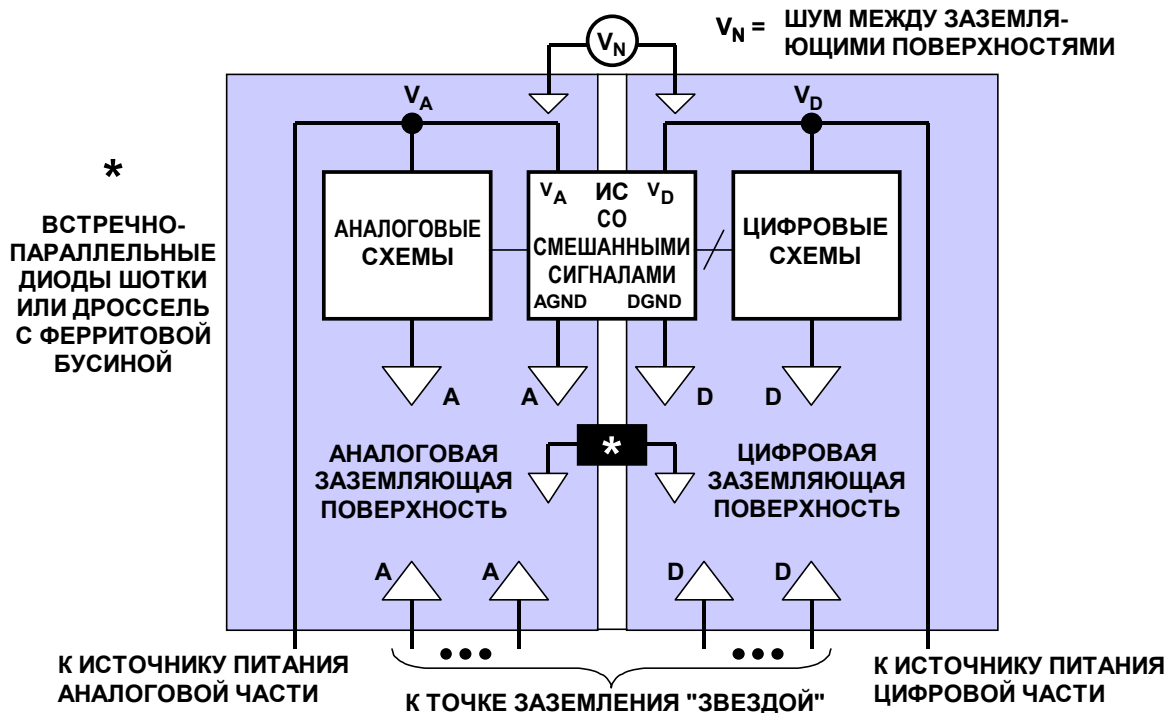 V_N
V_N = ШУМ МЕЖДУ ЗАЗЕМЛЯ-
ЮЩИМИ ПОВЕРХНОСТЯМИ
V_A
V_D
*
ВСТРЕЧНО-
ПАРАЛЛЕЛЬНЫЕ
ДИОДЫ ШОТКИ
ИЛИ ДРОССЕЛЬ
С ФЕРРИТОВОЙ
БУСИНОЙ
АНАЛОГОВЫЕ
СХЕМЫ
V_A ИС V_D
СО
СМЕШАННЫМИ
СИГНАЛАМИ
AGND DGND
ЦИФРОВЫЕ
СХЕМЫ
A A D D
*
АНАЛОГОВАЯ
ЗАЗЕМЛЯЮЩАЯ
ПОВЕРХНОСТЬ
ЦИФРОВАЯ
ЗАЗЕМЛЯЮЩАЯ
ПОВЕРХНОСТЬ
A A D D
К ИСТОЧНИКУ ПИТАНИЯ
АНАЛОГОВОЙ ЧАСТИ
К ТОЧКЕ ЗАЗЕМЛЕНИЯ "ЗВЕЗДОЙ"
К ИСТОЧНИКУ ПИТАНИЯ
ЦИФРОВОЙ ЧАСТИ